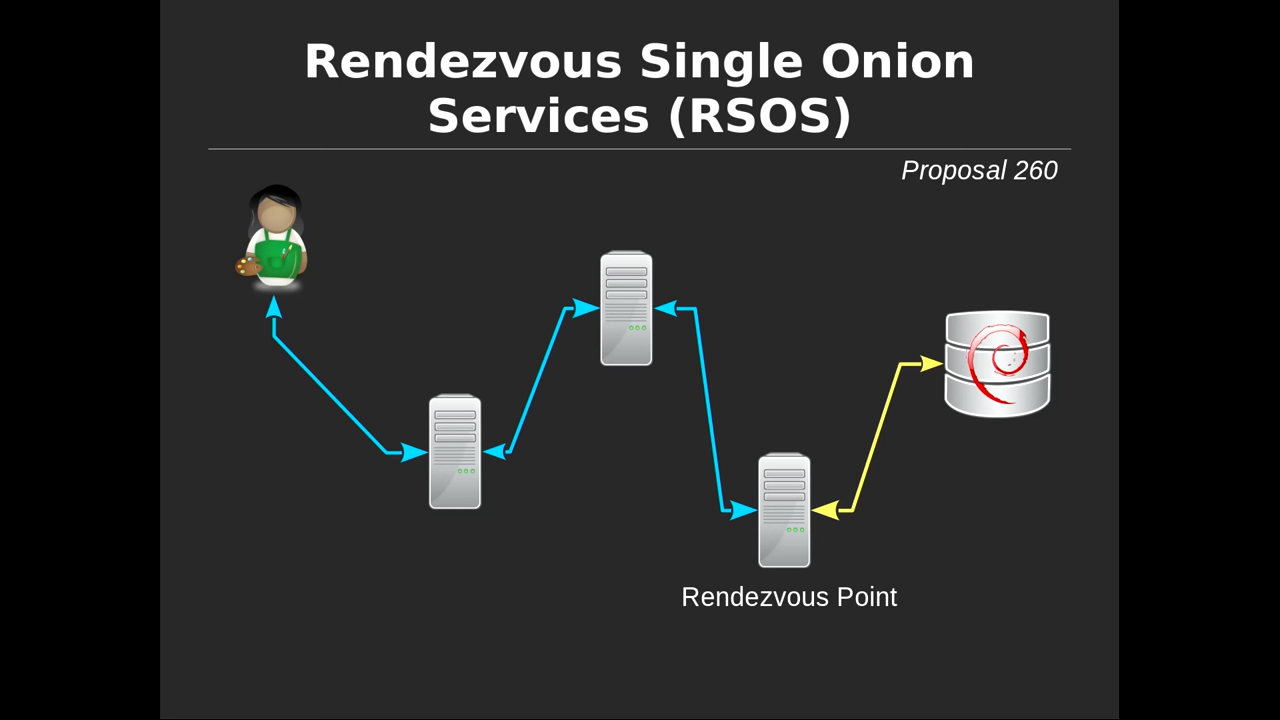 Rendezvous Single Onion
Services (RSOS)
Proposal 260
Rendezvous Point